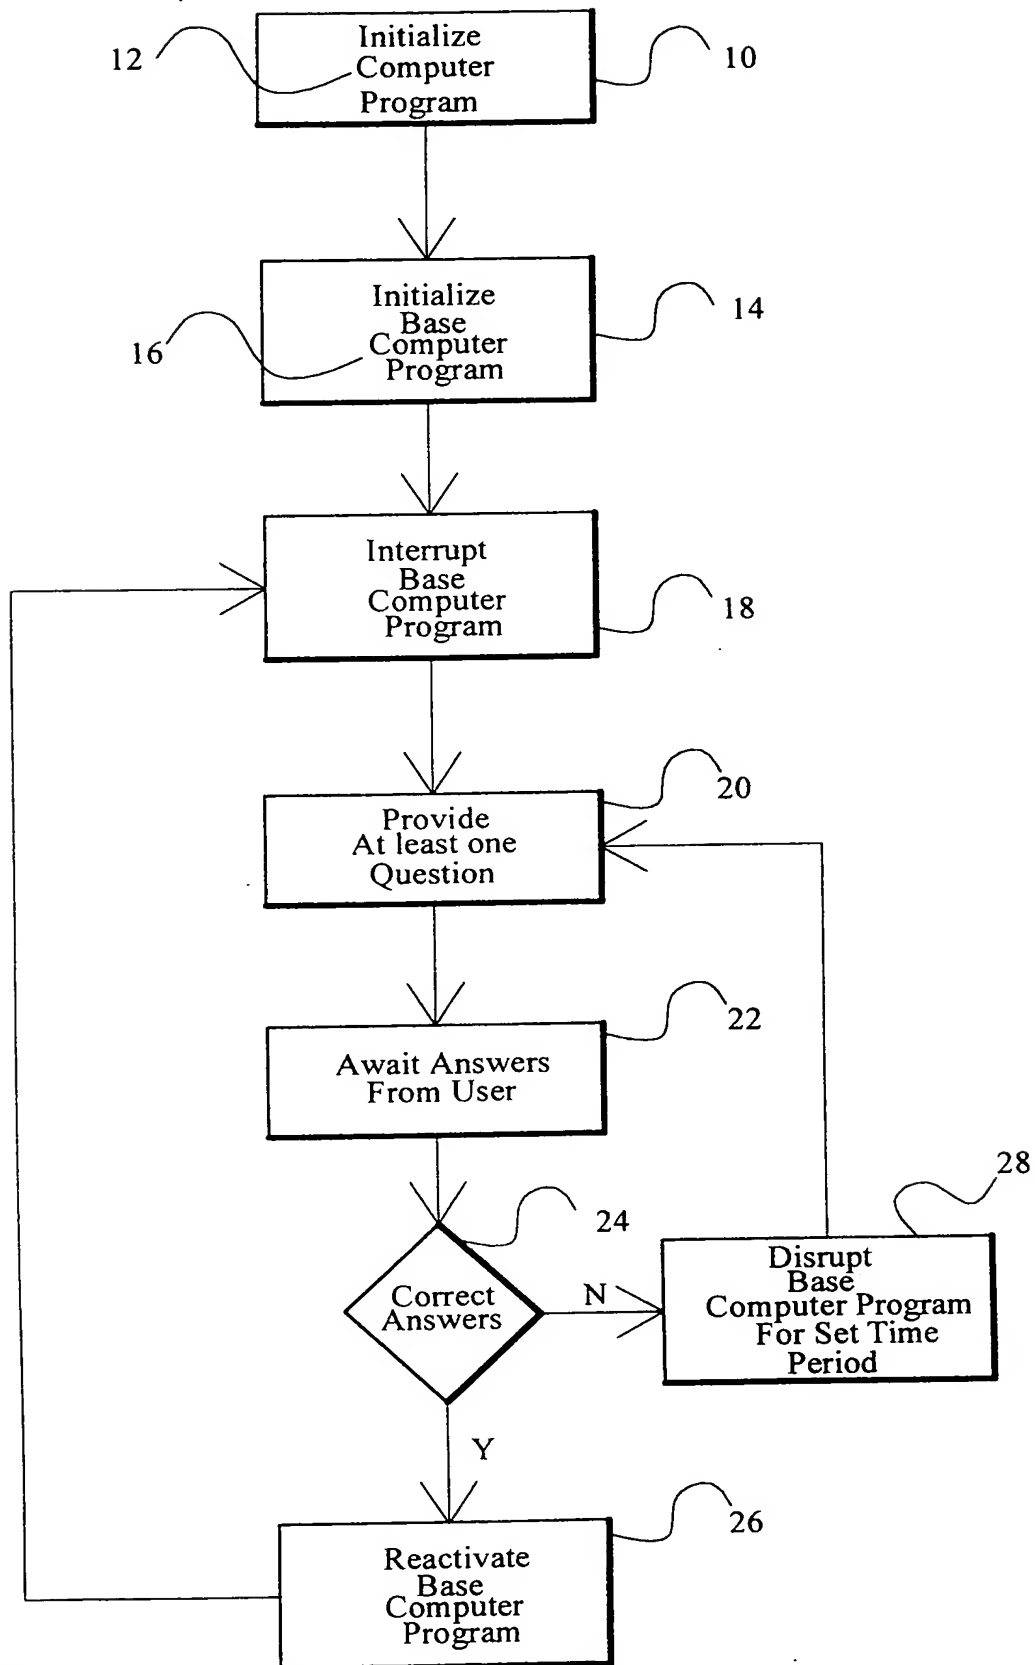 12
Initialize
Computer
Program
10
Initialize
Base
Computer
Program
14
16
Interrupt
Base
Computer
Program
18
20
Provide
At least one
Question
22
Await Answers
From User
24
28
Correct
Answers
N
Disrupt
Base
Computer Program
For Set Time
Period
Y
26
Reactivate
Base
Computer
Program